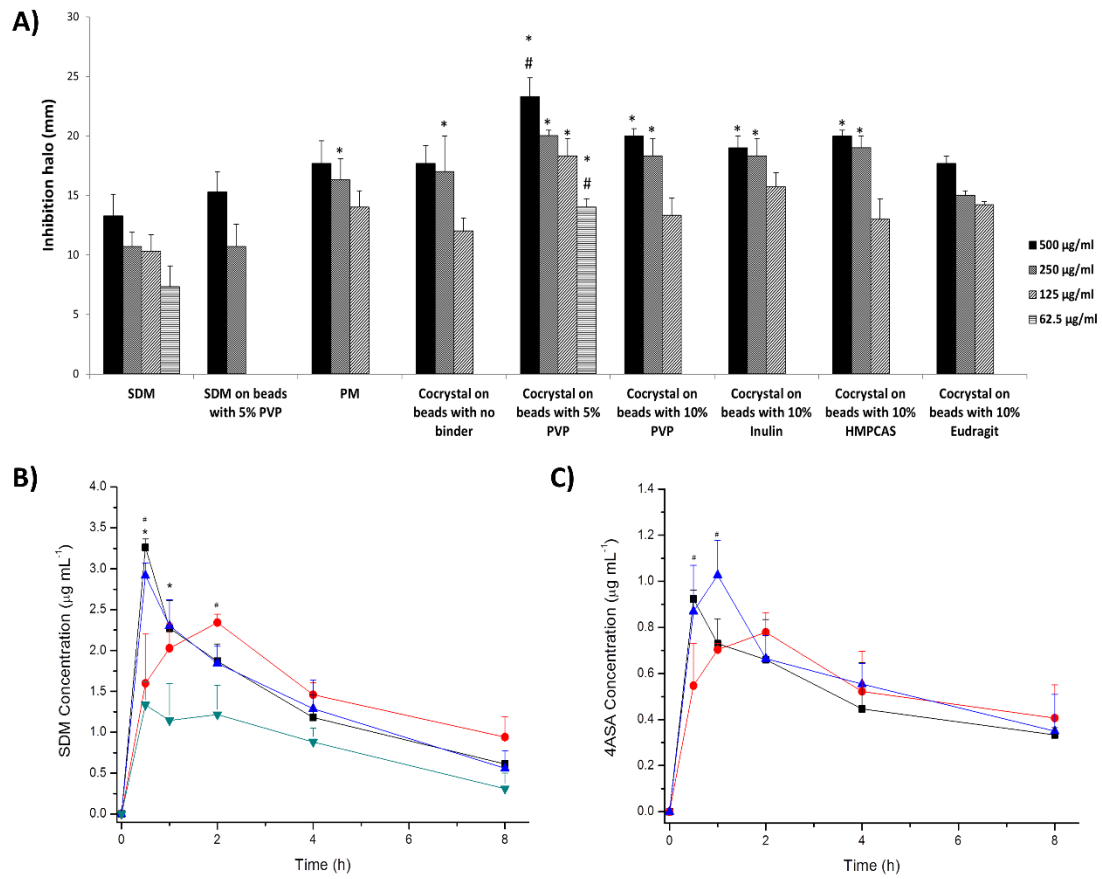 A)
Inhibition halo (mm)
30
25
20
15
10
5
0
*
#
*
*
*
*
*
#
*
*
*
*
*
*
500 µg/ml
250 µg/ml
125 µg/ml
62.5 µg/ml
SDM
SDM on beads
with 5% PVP
PM
Cocrystal on
beads with no
binder
Cocrystal on
beads with 5%
PVP
Cocrystal on
beads with 10%
PVP
Cocrystal on
beads with 10%
Inulin
Cocrystal on
beads with 10%
HMPCAS
Cocrystal on
beads with 10%
Eudragit
B)
SDM Concentration (µg mL⁻¹)
4.0
3.5
3.0
2.5
2.0
1.5
1.0
0.5
0.0
#
*
*
#
0 2 4 6 8
Time (h)
C)
4ASA Concentration (µg mL⁻¹)
1.4
1.2
1.0
0.8
0.6
0.4
0.2
0.0
#
#
0 2 4 6 8
Time (h)